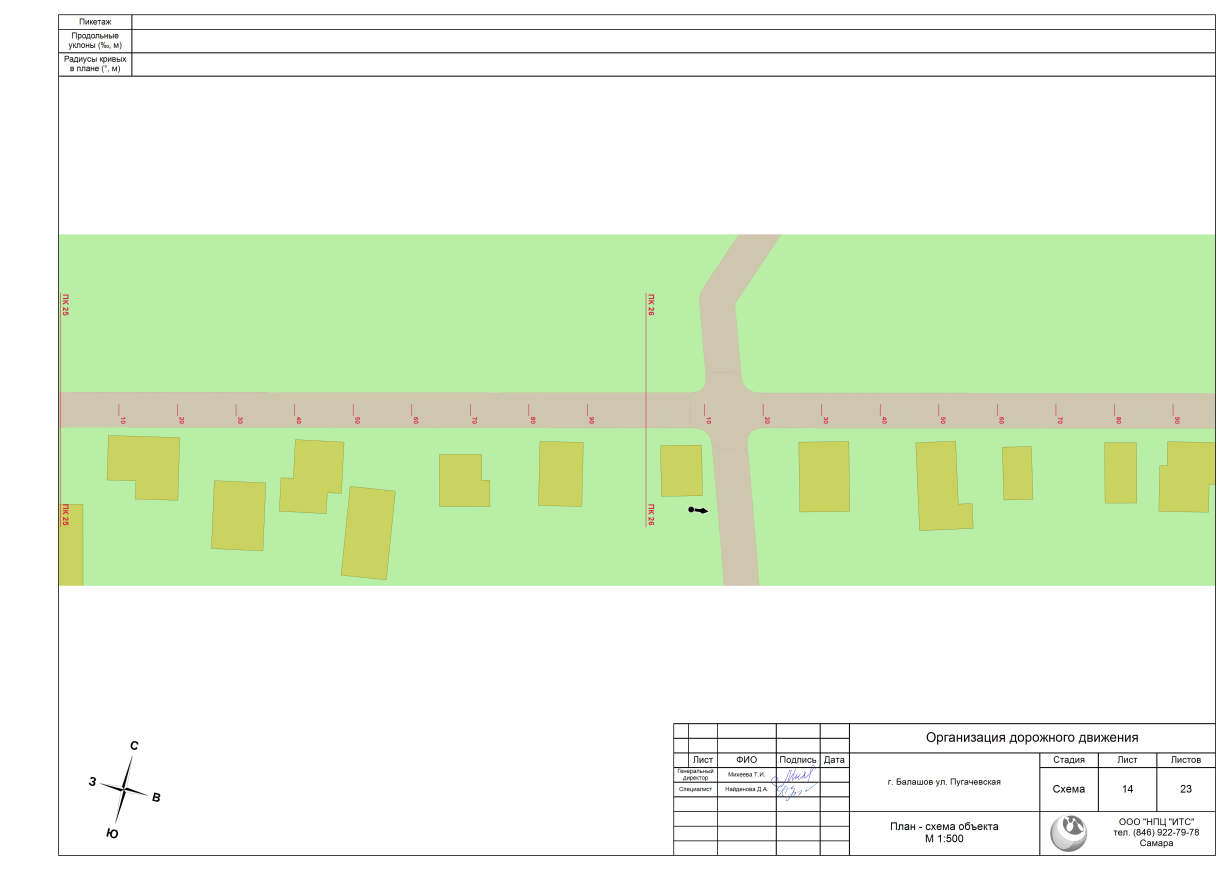 Пикетаж
Продольные
уклоны (‰, м)
Радиусы кривых
в плане (°, м)
ПК 25
ПК 26
10
20
30
40
50
60
70
80
90
10
20
30
40
50
60
70
80
90
ПК 25
ПК 26
С
З
В
Ю
Организация дорожного движения
Лист ФИО Подпись Дата
Стадия Лист Листов
Генеральный
директор
Михеева Т.И.
Специалист Найденова Д.А.
г. Балашов ул. Пугачевская
Схема 14 23
План - схема объекта
М 1:500
ООО "НПЦ "ИТС"
тел. (846) 922-79-78
Самара